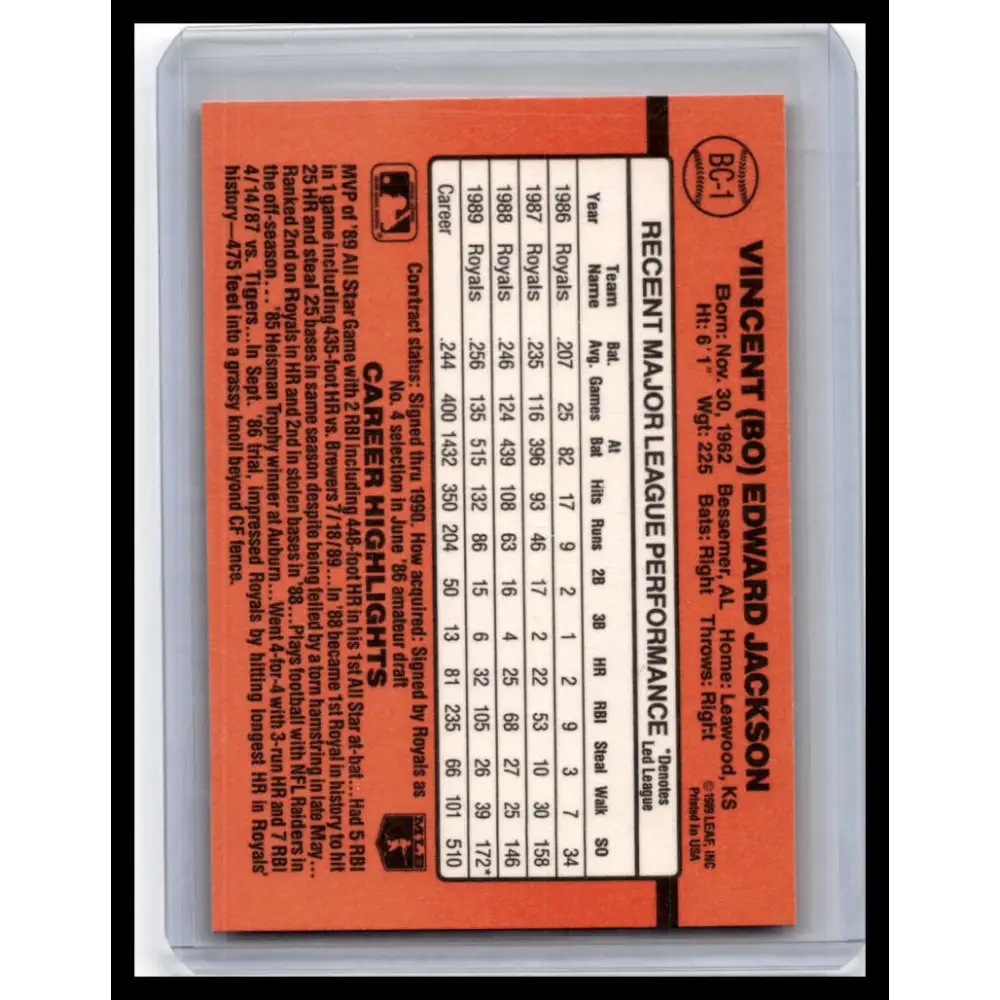 BC-1
VINCENT (BO) EDWARD JACKSON
Born: Nov. 30, 1962 Bessemer, AL Home: Leawood, KS
Ht: 6'1" Wgt: 225 Bats: Right Throws: Right
© 1989 LEAF, INC
Printed in USA
RECENT MAJOR LEAGUE PERFORMANCE
*Denotes
Led League
Year Team Name Bat. Avg. Games At Bat Hits Runs 2B 3B HR RBI Steal Walk SO
1986 Royals .207 25 82 17 9 2 1 2 9 3 7 34
1987 Royals .235 116 396 93 46 17 2 22 53 10 30 158
1988 Royals .246 124 439 108 63 16 4 25 68 27 25 146
1989 Royals .256 135 515 132 86 15 6 32 105 26 39 172*
Career .244 400 1432 350 204 50 13 81 235 66 101 510
Contract status: Signed thru 1990. How acquired: Signed by Royals as
No. 4 selection in June '86 amateur draft
CAREER HIGHLIGHTS
MVP of '89 All Star Game with 2 RBI including 448-foot HR in his 1st All Star at-bat...Had 5 RBI
in 1 game including 435-foot HR vs. Brewers 7/18/89...In '88 became 1st Royal in history to hit
25 HR and steal 25 bases in same season despite being felled by a torn hamstring in late May...
Ranked 2nd on Royals in HR and 2nd in stolen bases in '88...Plays football with NFL Raiders in
the off-season...'85 Heisman Trophy winner at Auburn...Went 4-for-4 with 3-run HR and 7 RBI
4/14/87 vs. Tigers...In Sept. '86 trial, impressed Royals by hitting longest HR in Royals'
history—475 feet into a grassy knoll beyond CF fence.